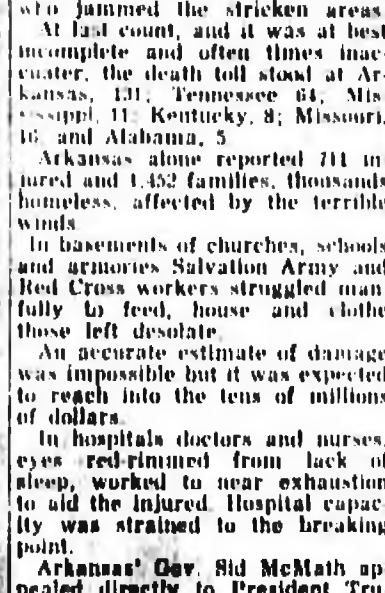 who jammed the stricken areas
At last count, and it was at best
incomplete and often times inac-
curater, the death toll stood at Ar-
kansas, 131; Tennessee 64, Mis-
sissippi, 11; Kentucky, 8; Missouri,
and Alabama, 5
Arkansas alone reported 711 in-
jured and 1,452 families, thousands
homeless, affected by the terrible
winds
In basements of churches, schools
and armories Salvation Army and
Red Cross workers struggled man-
fully to feed, house and clothe
those left desolate
An accurate estimate of damage
was impossible but it was expected
to reach into the tens of millions
of dollars.
In hospitals doctors and nurses,
eyes red-rimmed from lack of
sleep, worked to near exhaustion
to aid the injured. Hospital capac-
ity was strained to the breaking
point.
Arkansas' Gov. Sid McMath ap-
pealed directly to President Tru-